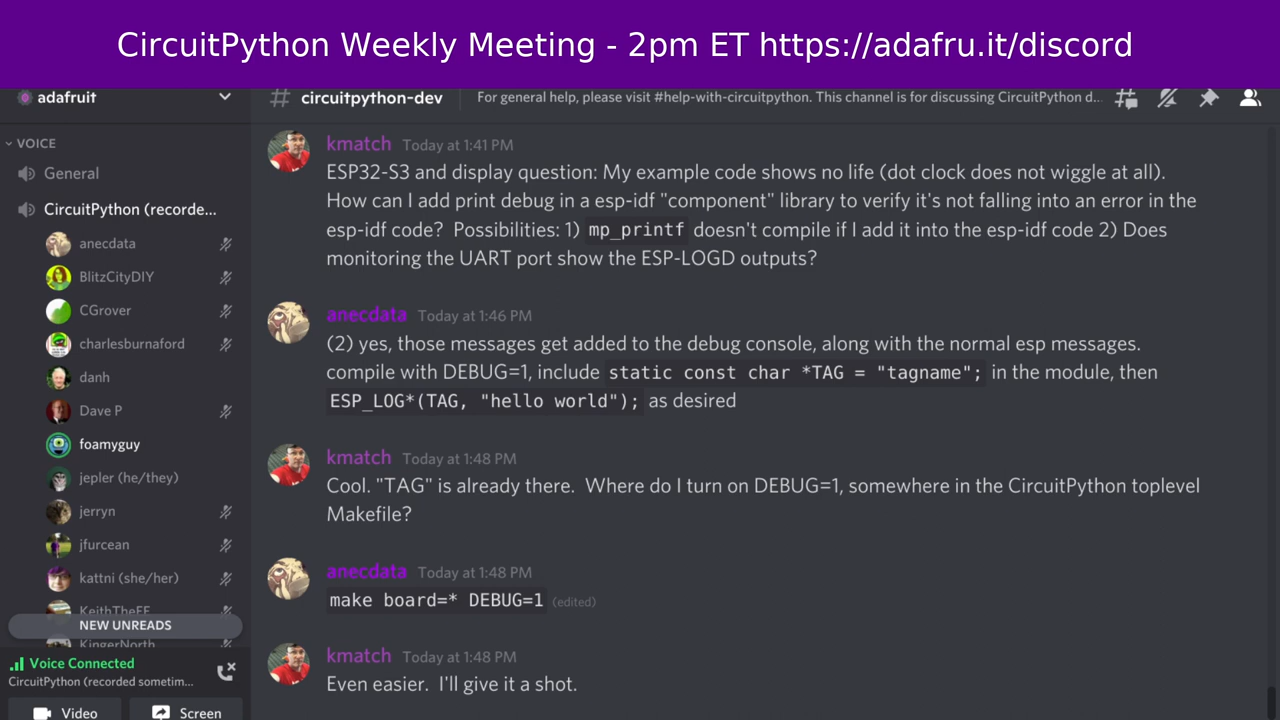 CircuitPython Weekly Meeting - 2pm ET https://adafru.it/discord
adafruit
VOICE
General
CircuitPython (recorde...
anecdata
BlitzCityDIY
CGrover
charlesburnaford
danh
Dave P
foamyguy
jepler (he/they)
jerryn
jfurcean
kattni (she/her)
KeithTheEE
NEW UNREADS
KingerNorth
Voice Connected
CircuitPython (recorded sometim...
Video
Screen
# circuitpython-dev
For general help, please visit #help-with-circuitpython. This channel is for discussing CircuitPython d...
kmatch Today at 1:41 PM
ESP32-S3 and display question: My example code shows no life (dot clock does not wiggle at all).
How can I add print debug in a esp-idf "component" library to verify it's not falling into an error in the
esp-idf code?  Possibilities: 1) mp_printf doesn't compile if I add it into the esp-idf code 2) Does
monitoring the UART port show the ESP-LOGD outputs?
anecdata Today at 1:46 PM
(2) yes, those messages get added to the debug console, along with the normal esp messages.
compile with DEBUG=1, include static const char *TAG = "tagname"; in the module, then
ESP_LOG*(TAG, "hello world"); as desired
kmatch Today at 1:48 PM
Cool. "TAG" is already there.  Where do I turn on DEBUG=1, somewhere in the CircuitPython toplevel
Makefile?
anecdata Today at 1:48 PM
make board=* DEBUG=1 (edited)
kmatch Today at 1:48 PM
Even easier.  I'll give it a shot.